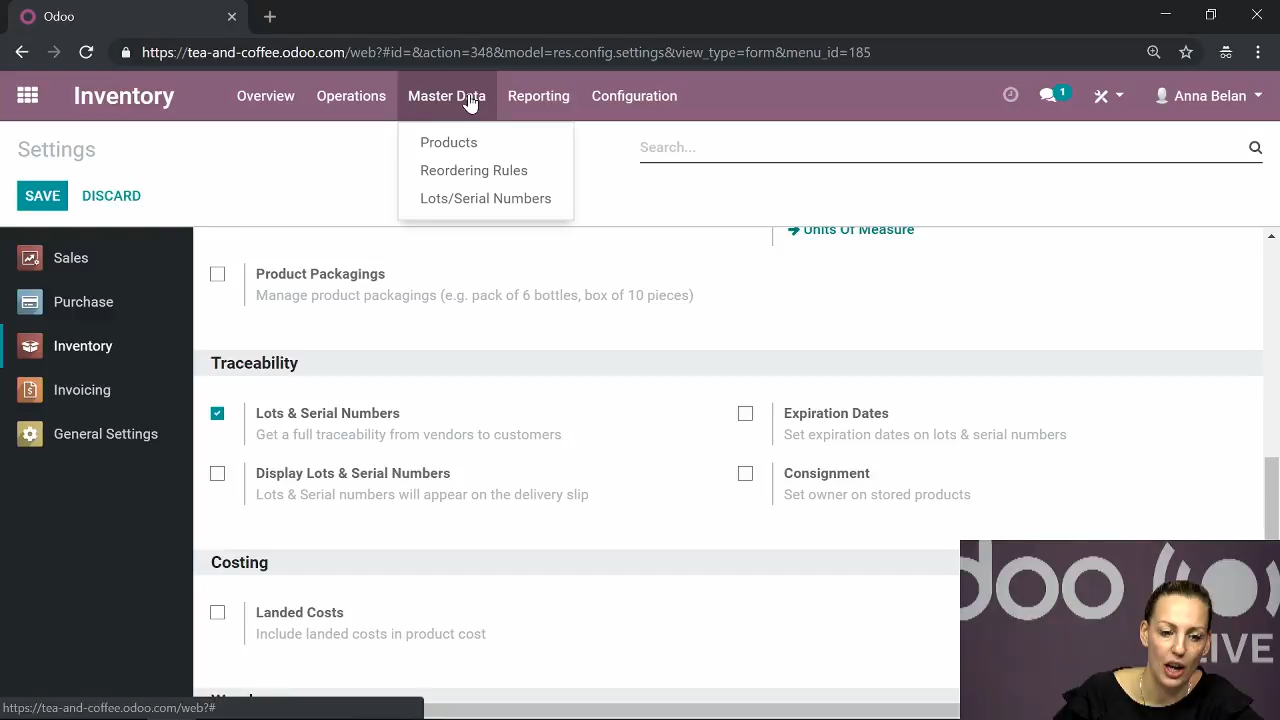 Odoo
https://tea-and-coffee.odoo.com/web?#id=&action=348&model=res.config.settings&view_type=form&menu_id=185
Inventory
Overview
Operations
Master Data
Reporting
Configuration
1
Anna Belan
Settings
Products
Search...
Reordering Rules
SAVE
DISCARD
Lots/Serial Numbers
Sales
Purchase
Inventory
Invoicing
General Settings
Units Of Measure
Product Packagings
Manage product packagings (e.g. pack of 6 bottles, box of 10 pieces)
Traceability
Lots & Serial Numbers
Get a full traceability from vendors to customers
Expiration Dates
Set expiration dates on lots & serial numbers
Display Lots & Serial Numbers
Lots & Serial numbers will appear on the delivery slip
Consignment
Set owner on stored products
Costing
Landed Costs
Include landed costs in product cost
https://tea-and-coffee.odoo.com/web?#